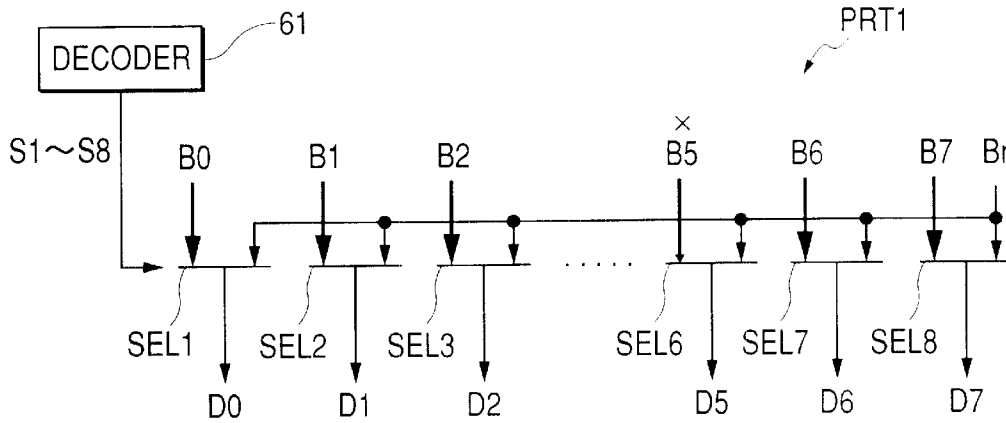 61
PRT1
DECODER
S1～S8
B0 B1 B2 × B5 B6 B7 Br
. . . . .
SEL1 SEL2 SEL3 SEL6 SEL7 SEL8
D0 D1 D2 D5 D6 D7